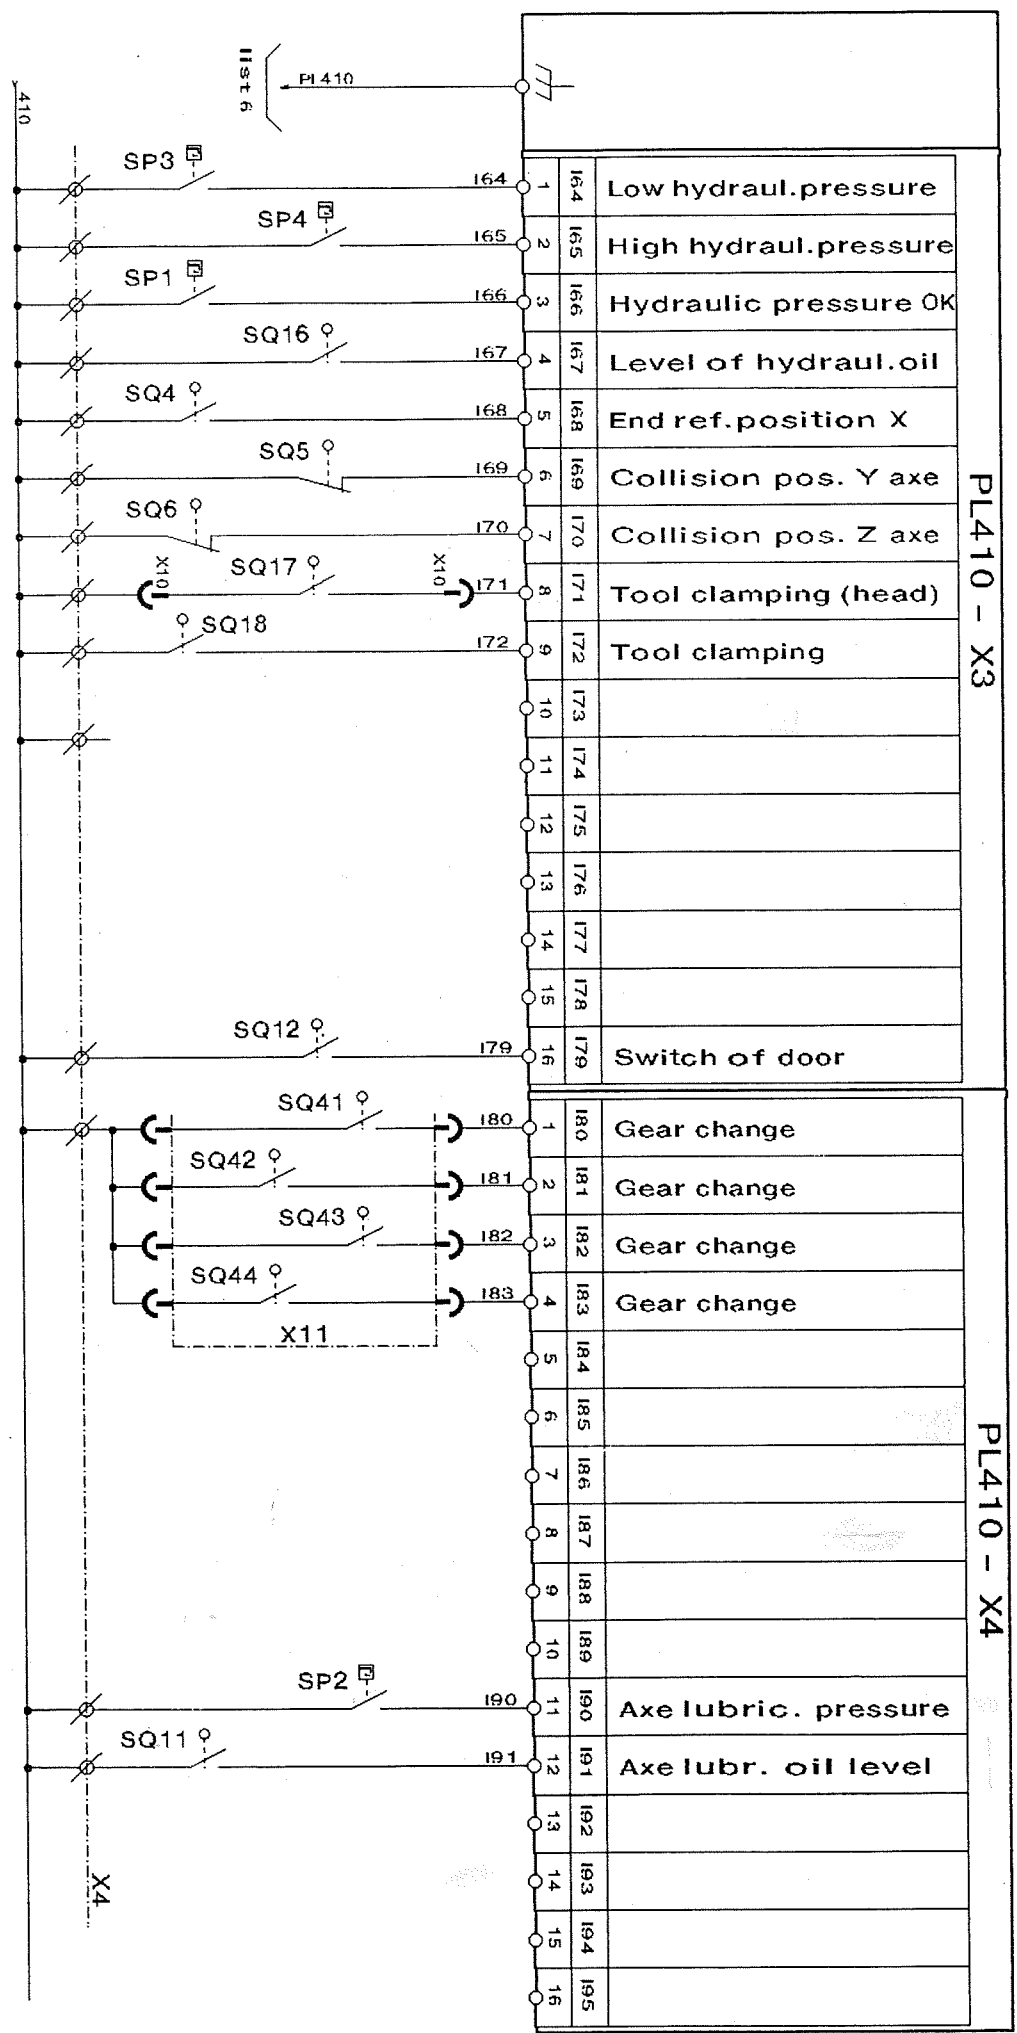 list 6
PL410
410
SP3 I64 1 I64 Low hydraul.pressure
SP4 I65 2 I65 High hydraul.pressure
SP1 I66 3 I66 Hydraulic pressure OK
SQ16 I67 4 I67 Level of hydraul.oil
SQ4 I68 5 I68 End ref.position X
SQ5 I69 6 I69 Collision pos. Y axe
SQ6 I70 7 I70 Collision pos. Z axe
X10 SQ17 X10 I71 8 I71 Tool clamping (head)
SQ18 I72 9 I72 Tool clamping
10 I73
11 I74
12 I75
13 I76
14 I77
15 I78
SQ12 I79 16 I79 Switch of door
PL410 - X3
SQ41 I80 1 I80 Gear change
SQ42 I81 2 I81 Gear change
SQ43 I82 3 I82 Gear change
SQ44 I83 4 I83 Gear change
X11
5 I84
6 I85
7 I86
8 I87
9 I88
10 I89
SP2 I90 11 I90 Axe lubric. pressure
SQ11 I91 12 I91 Axe lubr. oil level
13 I92
14 I93
15 I94
16 I95
X4
PL410 - X4